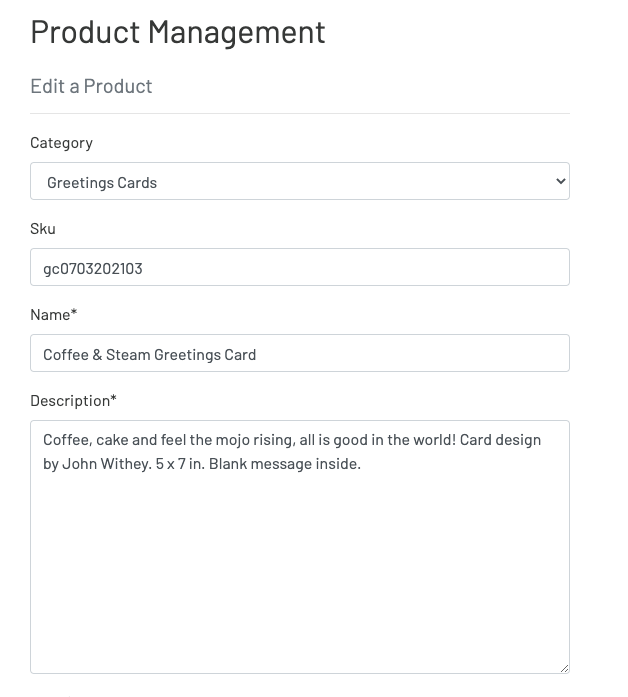 Product Management
Edit a Product
Category
Greetings Cards
Sku
gc0703202103
Name*
Coffee & Steam Greetings Card
Description*
Coffee, cake and feel the mojo rising, all is good in the world! Card design
by John Withey. 5 x 7 in. Blank message inside.